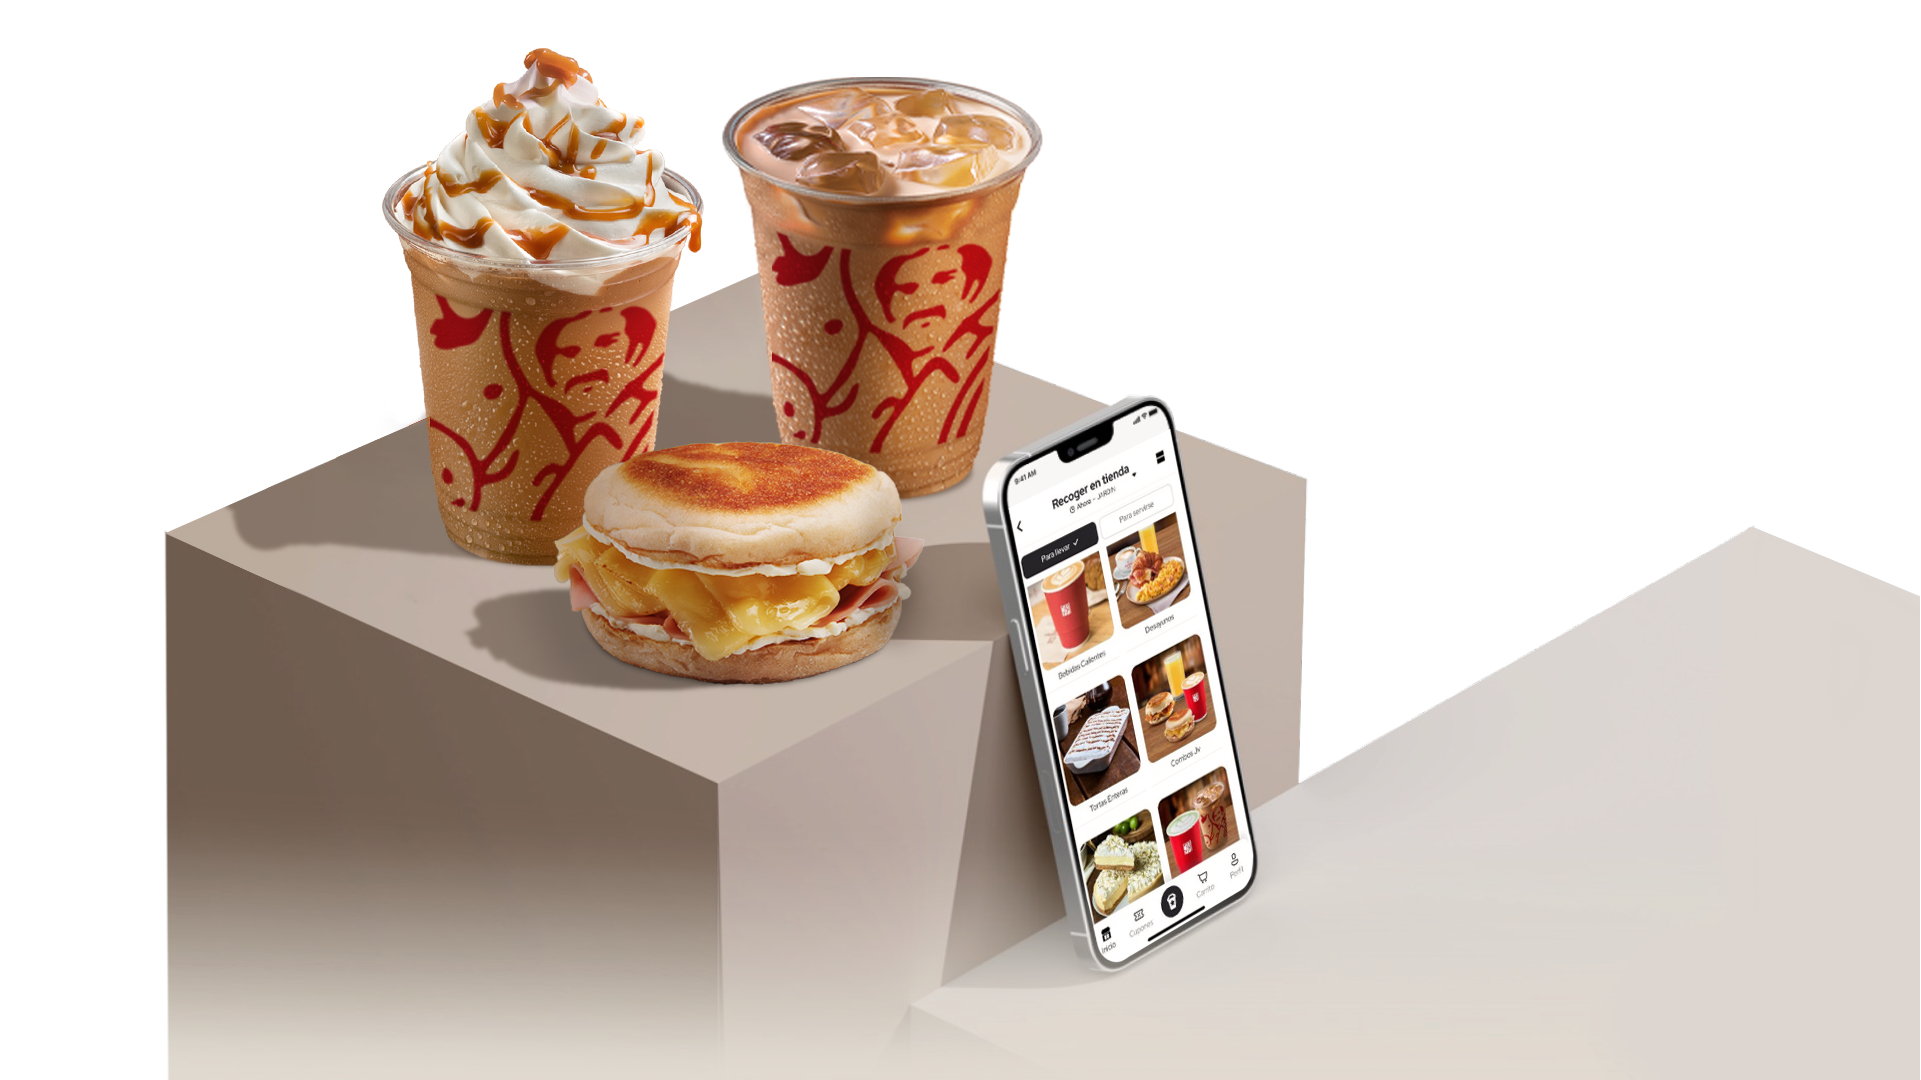 9:41 AM
Recoger en tienda
Ahora - JARDIN
Para llevar
Para servirse
Bebidas Calientes
Desayunos
Tortas Enteras
Combos Jv
Inicio
Cupones
Carrito
Perfil